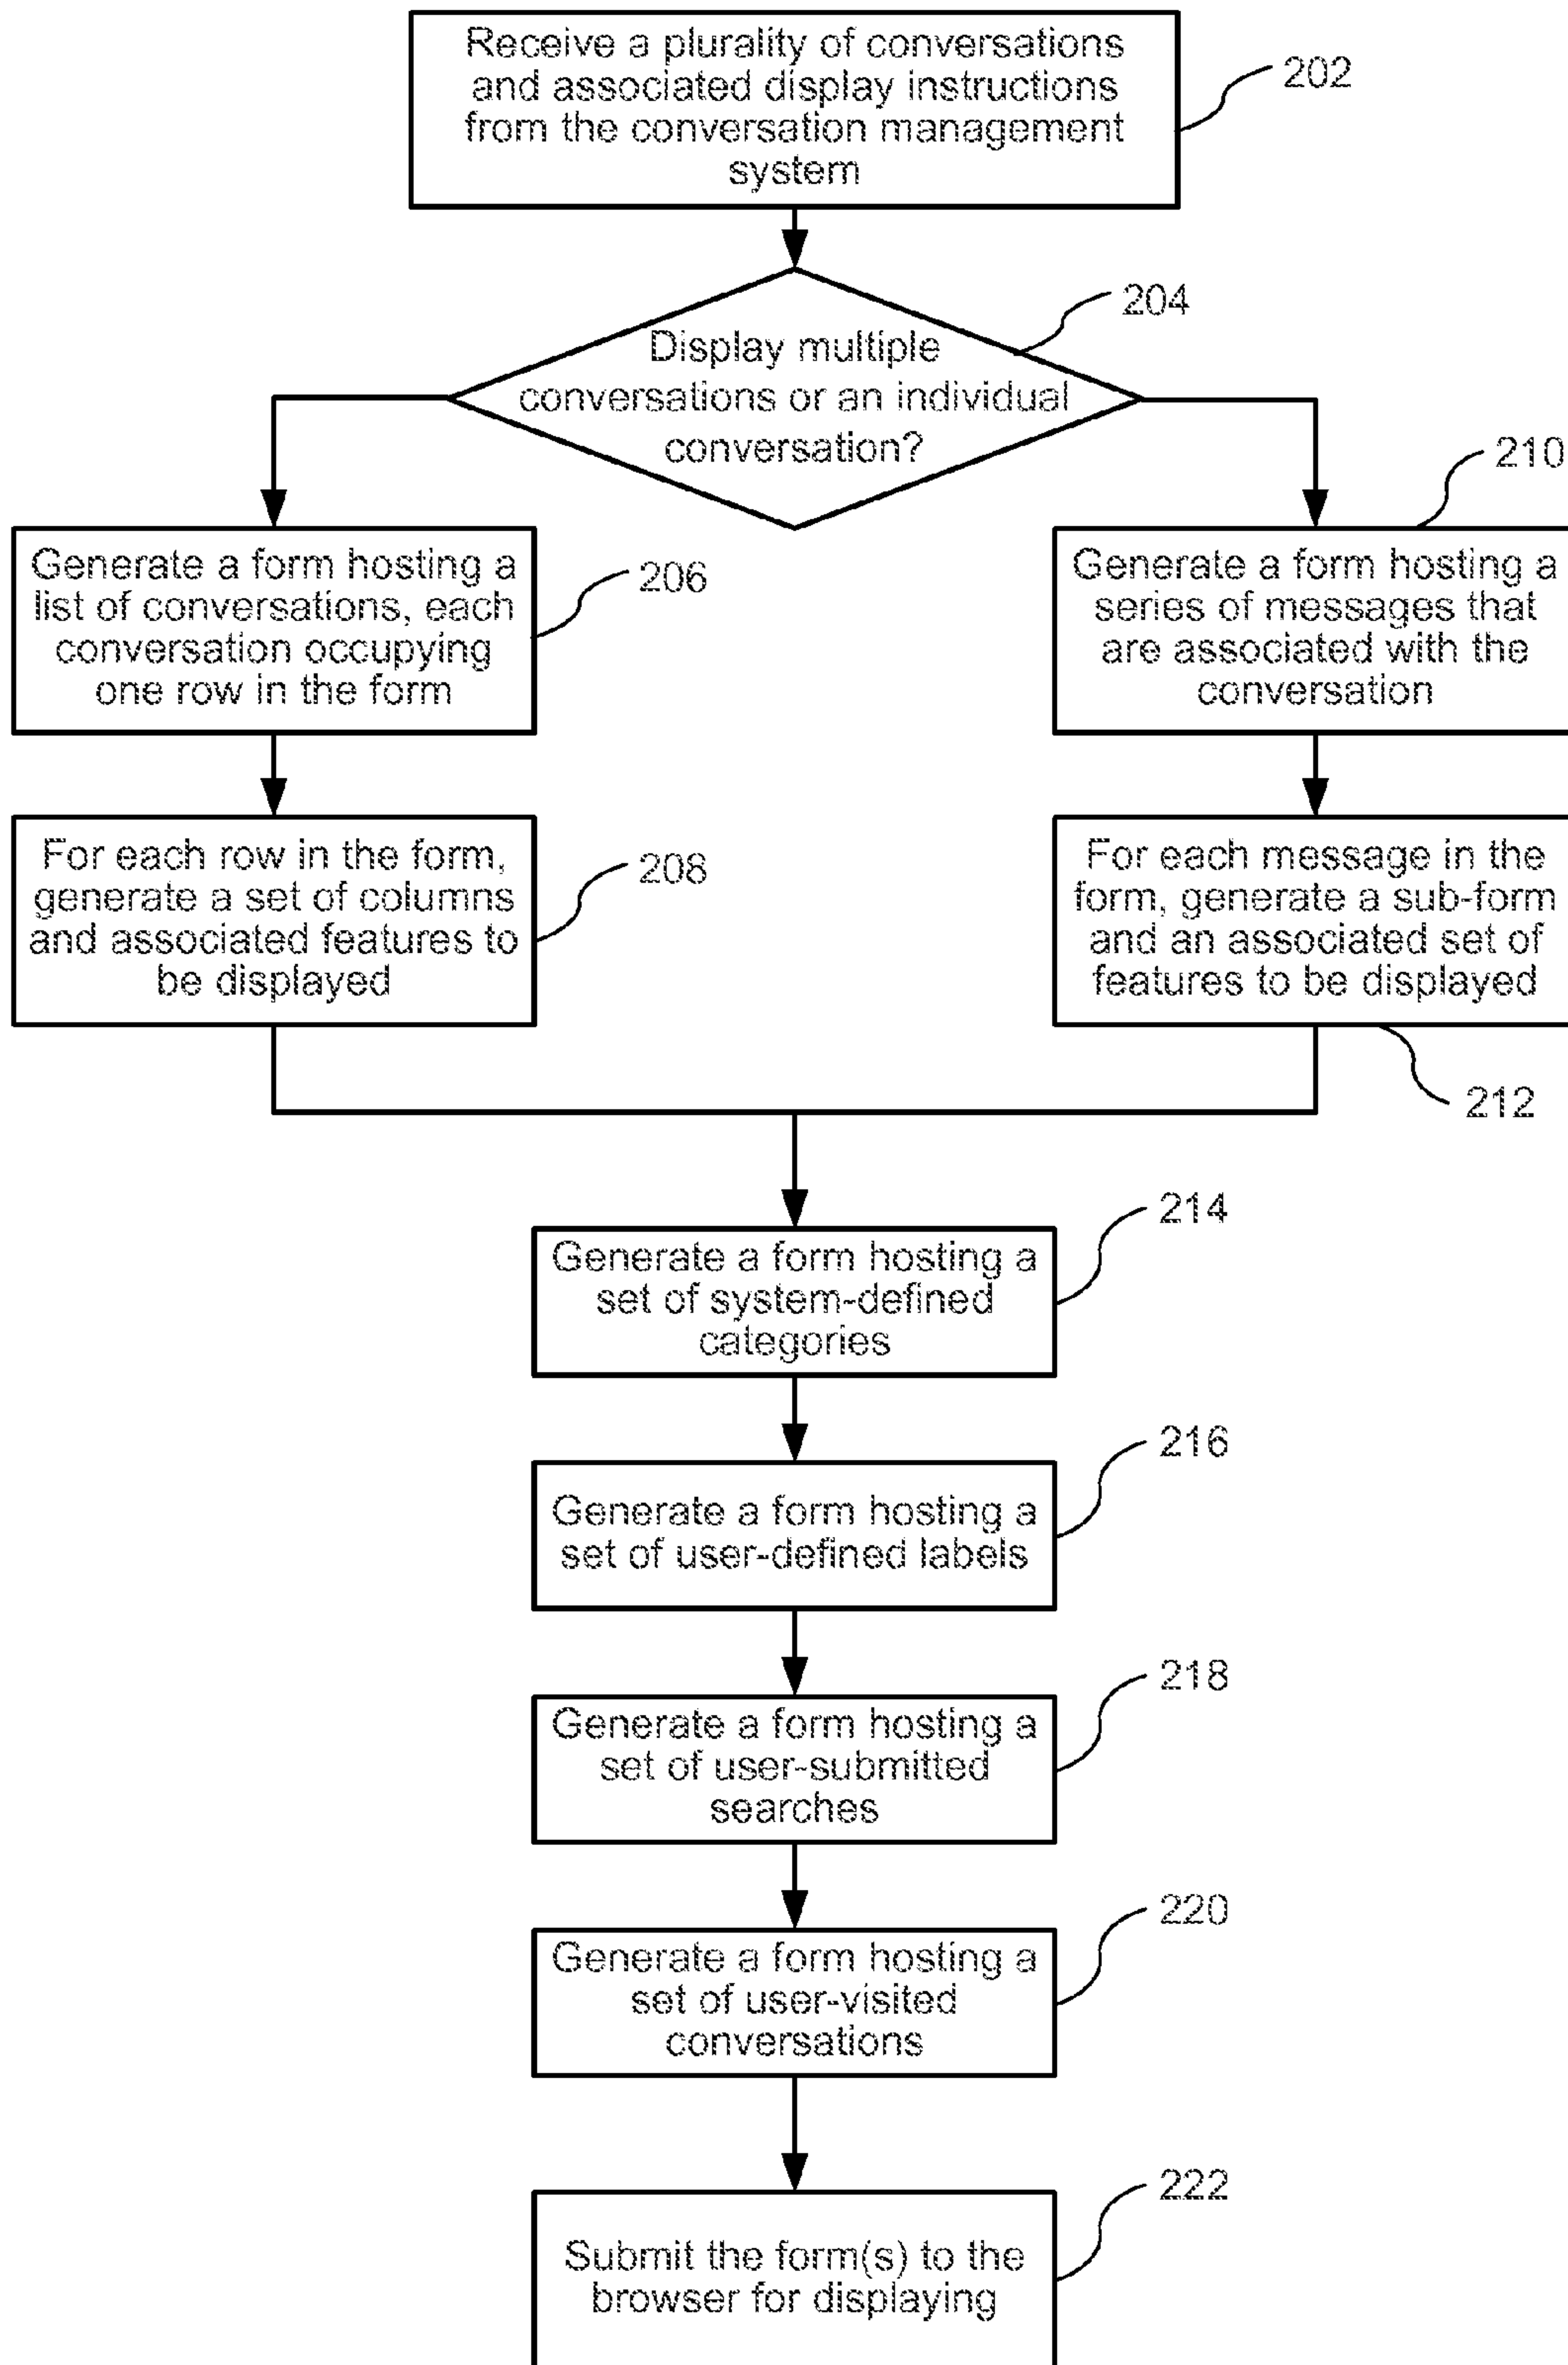 Receive a plurality of conversations
and associated display instructions
from the conversation management
system
202
204
Display multiple
conversations or an individual
conversation?
210
Generate a form hosting a
list of conversations, each
conversation occupying
one row in the form
206
Generate a form hosting a
series of messages that
are associated with the
conversation
For each row in the form,
generate a set of columns
and associated features to
be displayed
208
For each message in the
form, generate a sub-form
and an associated set of
features to be displayed
212
214
Generate a form hosting a
set of system-defined
categories
216
Generate a form hosting a
set of user-defined labels
218
Generate a form hosting a
set of user-submitted
searches
220
Generate a form hosting a
set of user-visited
conversations
222
Submit the form(s) to the
browser for displaying